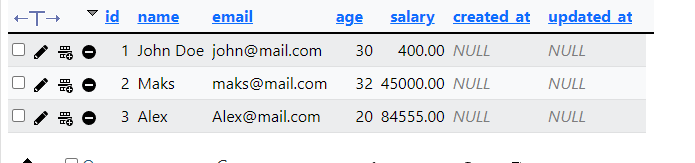 id name email age salary created_at updated_at
1 John Doe john@mail.com 30 400.00 NULL NULL
2 Maks maks@mail.com 32 45000.00 NULL NULL
3 Alex Alex@mail.com 20 84555.00 NULL NULL